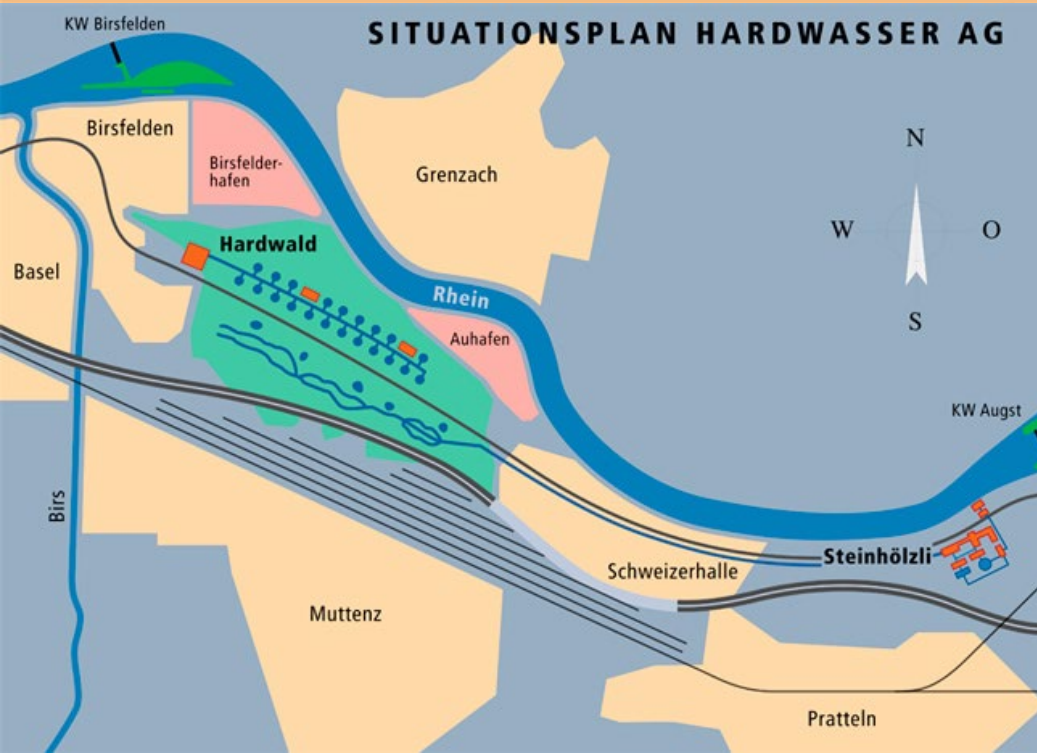 SITUATIONSPLAN HARDWASSER AG
KW Birsfelden
Birsfelden
Birsfelder-
hafen
Grenzach
N
W
O
S
Hardwald
Basel
Rhein
Auhafen
KW Augst
Birs
Steinhölzli
Schweizerhalle
Muttenz
Pratteln